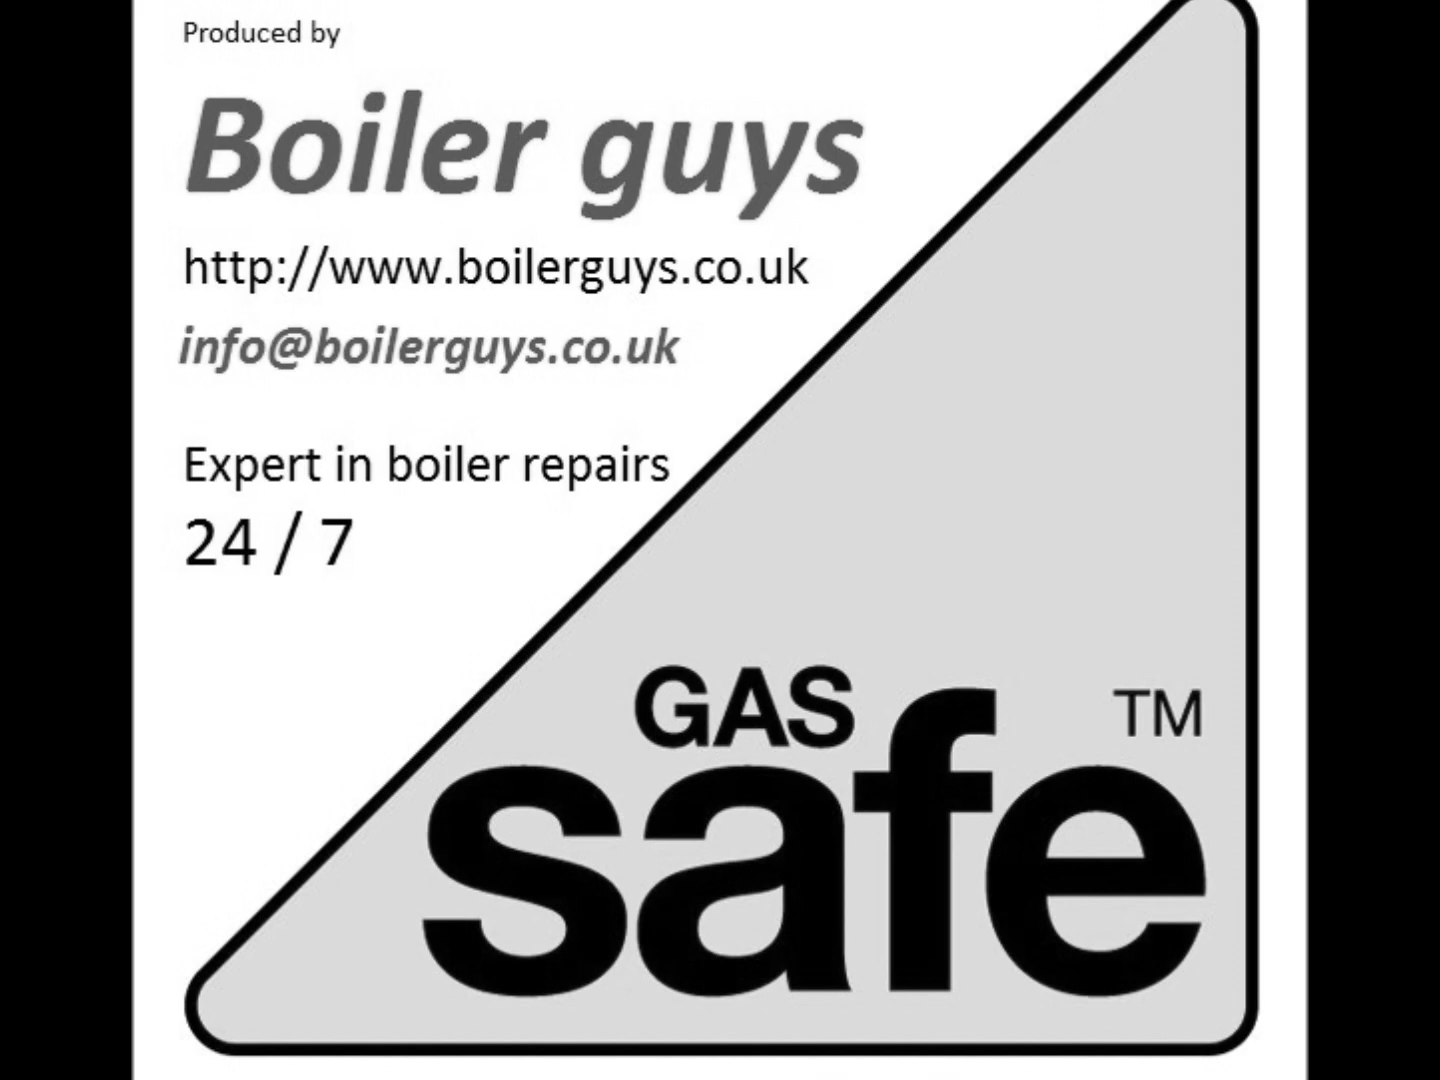 Produced by
Boiler guys
http://www.boilerguys.co.uk
info@boilerguys.co.uk
Expert in boiler repairs
24 / 7
GAS
safe TM